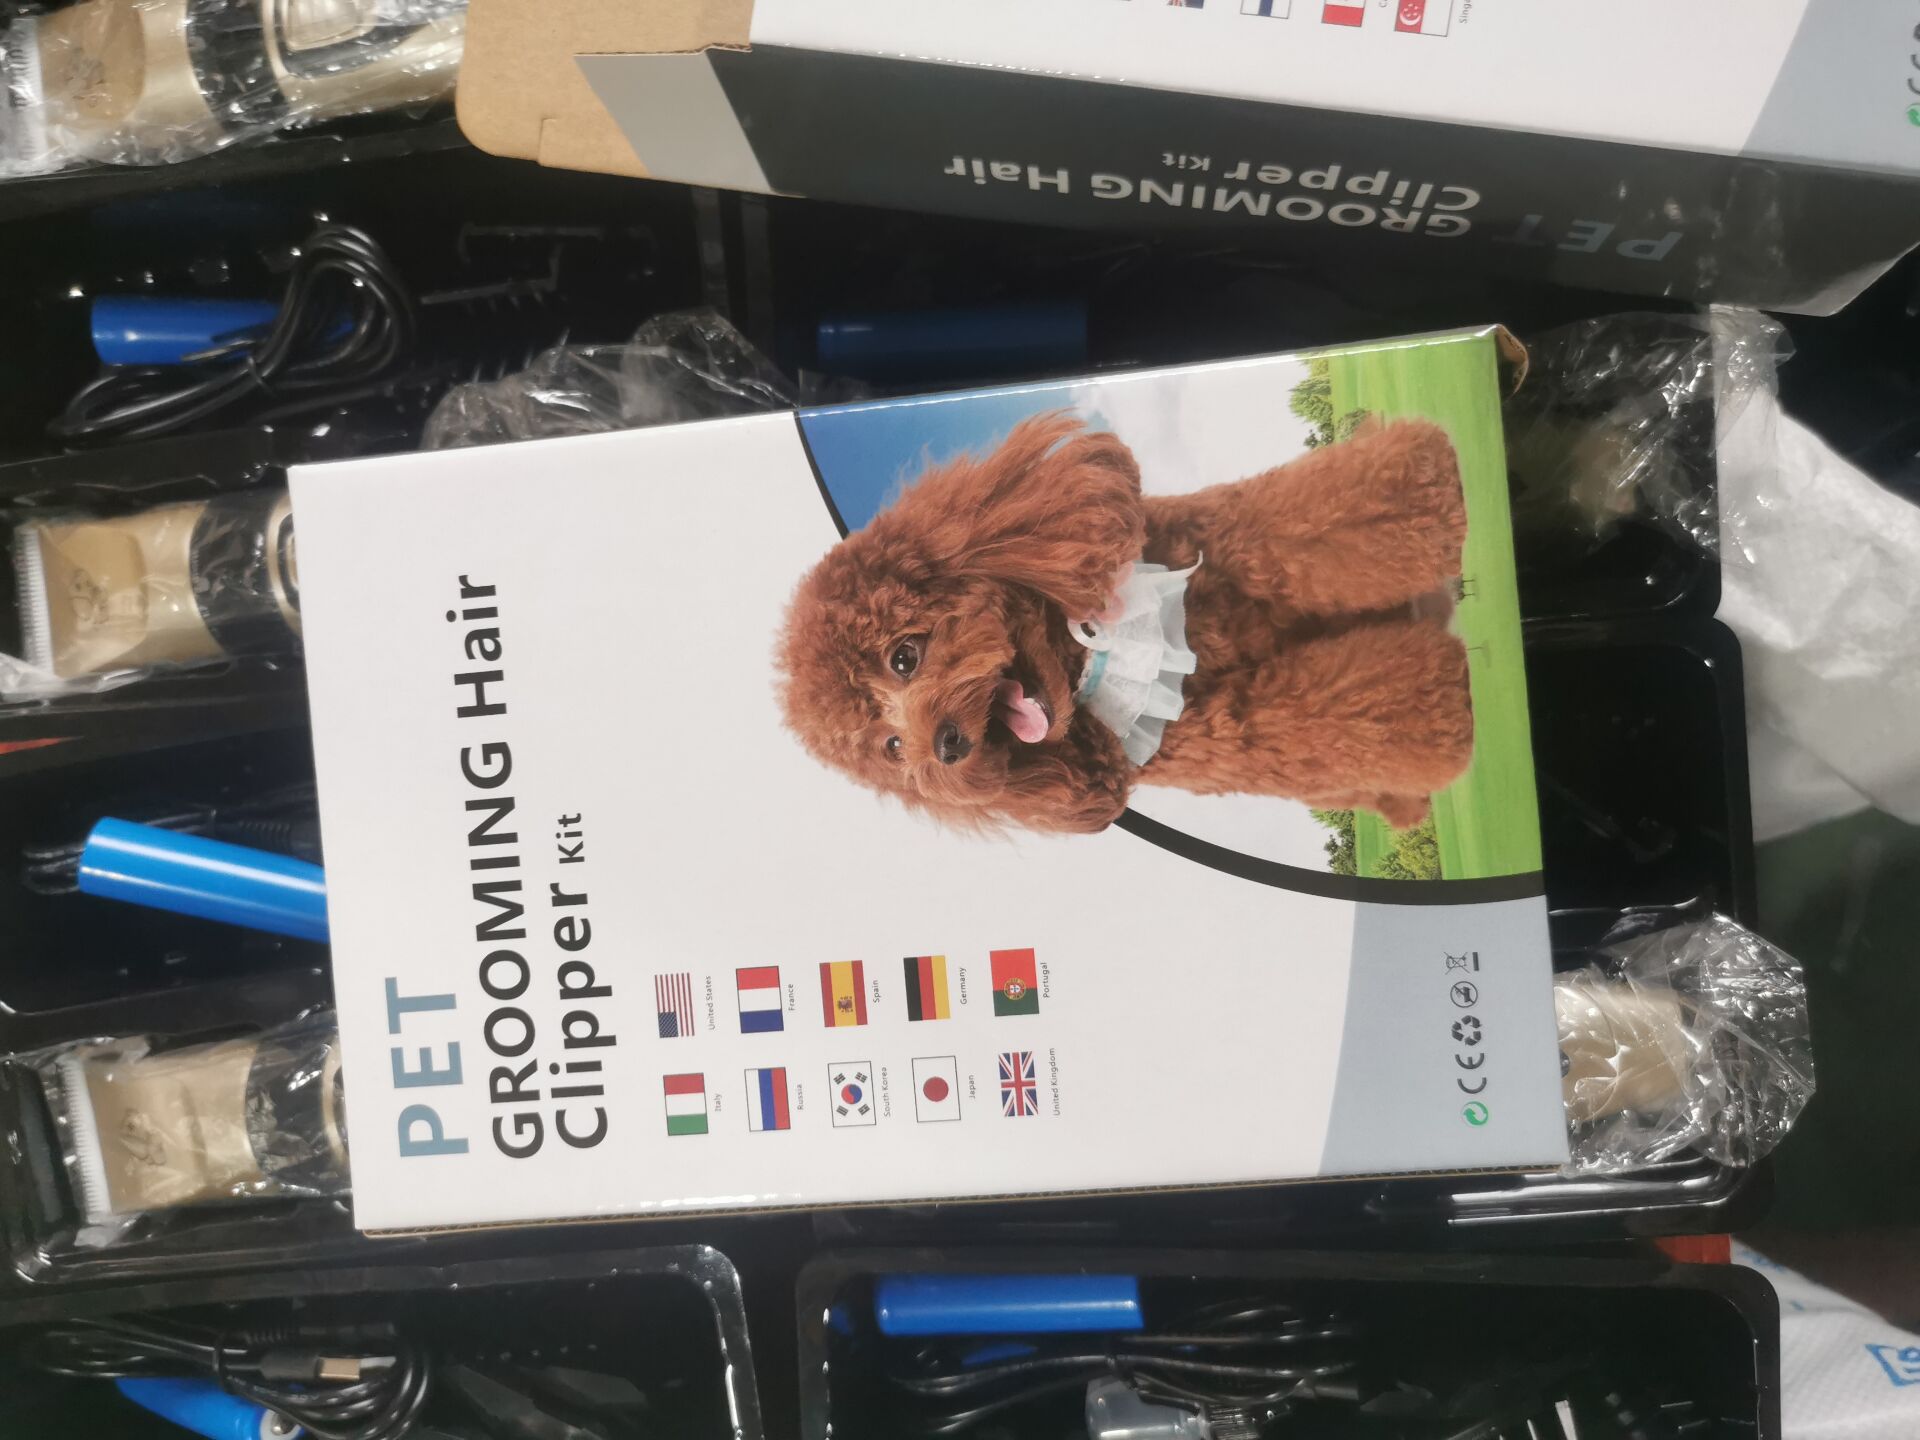 PET
GROOMING Hair
Clipper Kit
Italy
United States
Russia
France
South Korea
Spain
Japan
Germany
United Kingdom
Portugal
CE
PET
GROOMING Hair
Clipper Kit